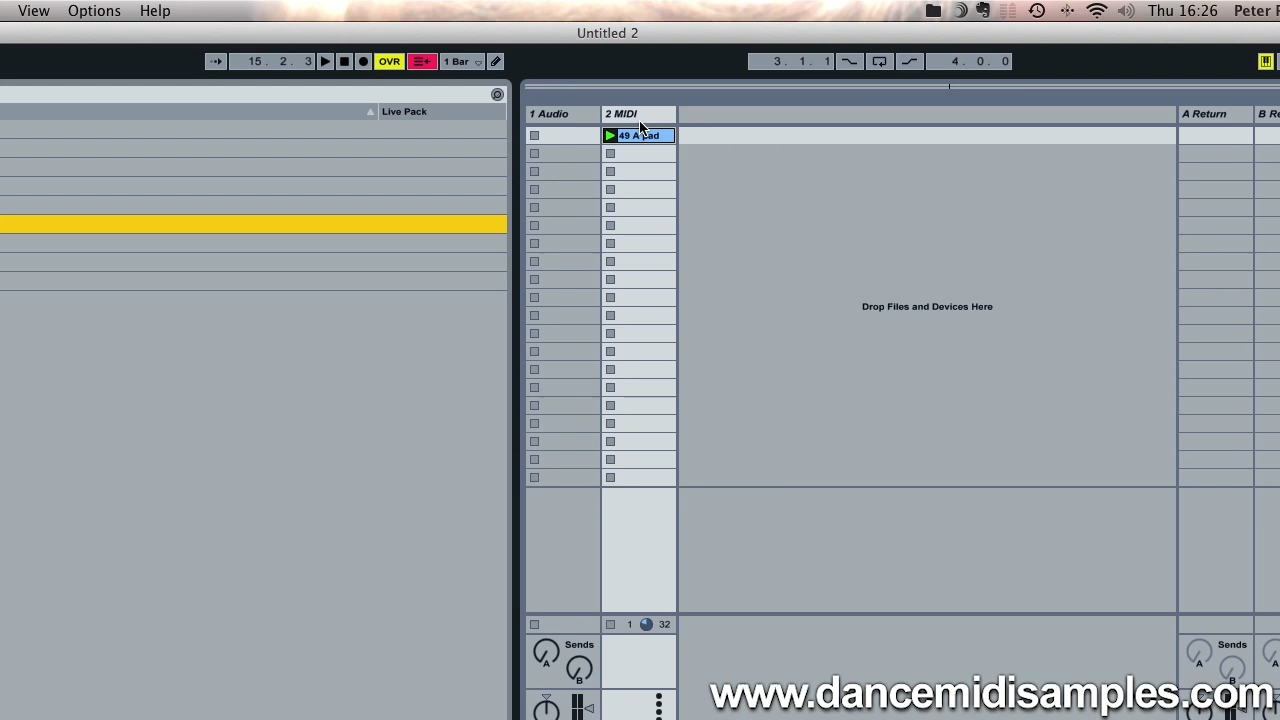 View Options Help Thu 16:26 Peter
Untitled 2
15. 2. 3 OVR 1 Bar 3. 1. 1 4. 0. 0
Live Pack 1 Audio 2 MIDI A Return B Re
49 A pad
Drop Files and Devices Here
1 32
Sends Sends
A A
B B
www.dancemidisamples.com